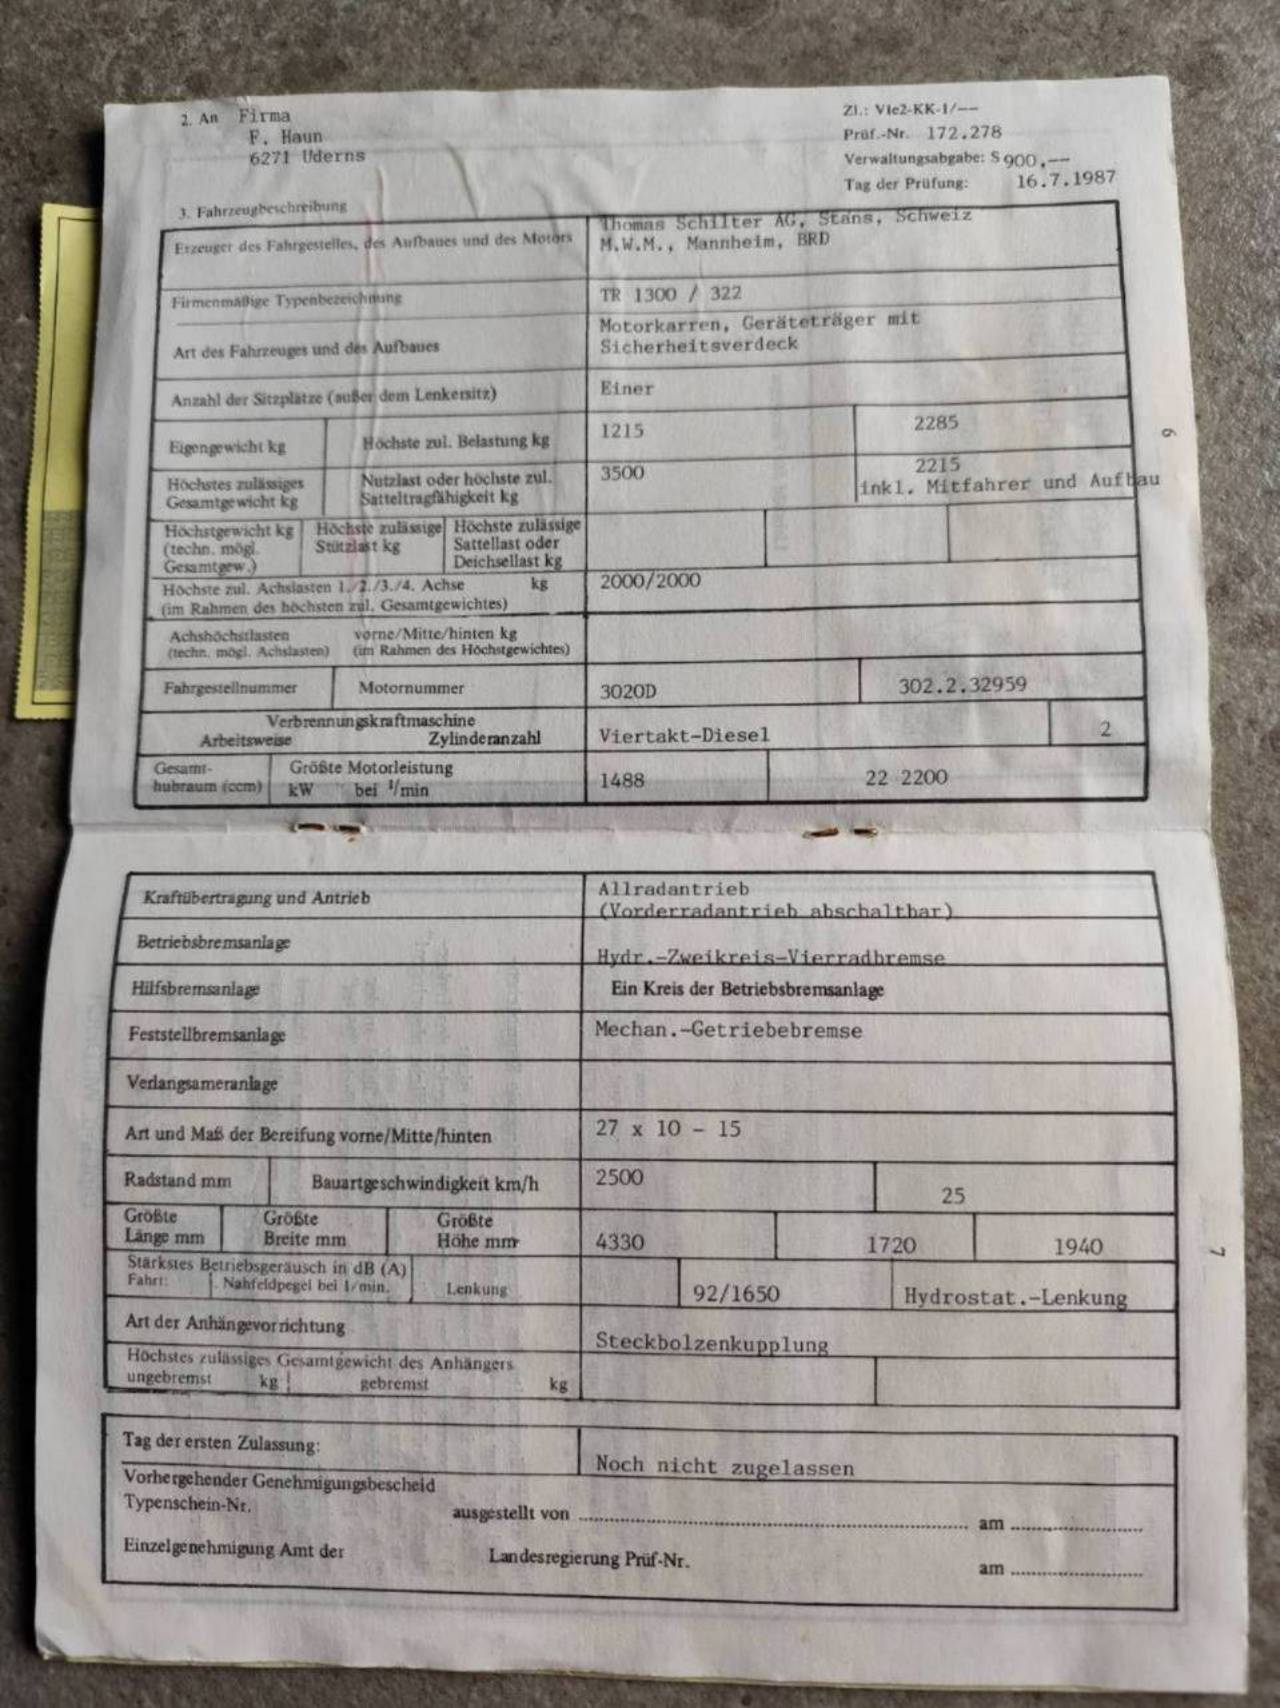 2. An Firma
F. Haun
6271 Uderns
Zl.: VIe2-KK-1/--
Prüf.-Nr. 172.278
Verwaltungsabgabe: S 900,--
Tag der Prüfung: 16.7.1987
3. Fahrzeugbeschreibung
Erzeuger des Fahrgestelles, des Aufbaues und des Motors
Thomas Schilter AG, Stans, Schweiz
M.W.M., Mannheim, BRD
Firmenmäßige Typenbezeichnung TR 1300 / 322
Art des Fahrzeuges und des Aufbaues
Motorkarren, Geräteträger mit
Sicherheitsverdeck
Anzahl der Sitzplätze (außer dem Lenkersitz) Einer
Eigengewicht kg Höchste zul. Belastung kg 1215 2285
Höchstes zulässiges
Gesamtgewicht kg
Nutzlast oder höchste zul.
Satteltragfähigkeit kg
3500
2215
inkl. Mitfahrer und Aufbau
Höchstgewicht kg
(techn. mögl.
Gesamtgew.)
Höchste zulässige
Stützlast kg
Höchste zulässige
Sattellast oder
Deichsellast kg
Höchste zul. Achslasten 1./2./3./4. Achse kg
(im Rahmen des höchsten zul. Gesamtgewichtes)
2000/2000
Achshöchstlasten vorne/Mitte/hinten kg
(techn. mögl. Achslasten) (im Rahmen des Höchstgewichtes)
Fahrgestellnummer Motornummer 3020D 302.2.32959
Verbrennungskraftmaschine
Arbeitsweise Zylinderanzahl
Viertakt-Diesel 2
Gesamt-
hubraum (ccm)
Größte Motorleistung
kW bei 1/min
1488 22 2200
6
Kraftübertragung und Antrieb
Allradantrieb
(Vorderradantrieb abschaltbar)
Betriebsbremsanlage Hydr.-Zweikreis-Vierradbremse
Hilfsbremsanlage Ein Kreis der Betriebsbremsanlage
Feststellbremsanlage Mechan.-Getriebebremse
Verlangsameranlage
Art und Maß der Bereifung vorne/Mitte/hinten 27 x 10 - 15
Radstand mm Bauartgeschwindigkeit km/h 2500 25
Größte
Länge mm
Größte
Breite mm
Größte
Höhe mm
4330 1720 1940
Stärkstes Betriebsgeräusch in dB (A)
Fahrt: Nahfeldpegel bei 1/min. Lenkung
92/1650 Hydrostat.-Lenkung
Art der Anhängevorrichtung Steckbolzenkupplung
Höchstes zulässiges Gesamtgewicht des Anhängers
ungebremst kg gebremst kg
Tag der ersten Zulassung: Noch nicht zugelassen
Vorhergehender Genehmigungsbescheid
Typenschein-Nr. ausgestellt von .......... am ..........
Einzelgenehmigung Amt der Landesregierung Prüf-Nr. am ..........
7